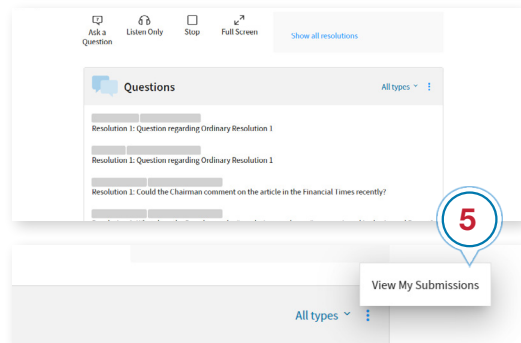 Ask a Question
Listen Only
Stop
Full Screen
Show all resolutions
Questions
All types
Resolution 1: Question regarding Ordinary Resolution 1
Resolution 1: Question regarding Ordinary Resolution 1
Resolution 1: Could the Chairman comment on the article in the Financial Times recently?
5
View My Submissions
All types